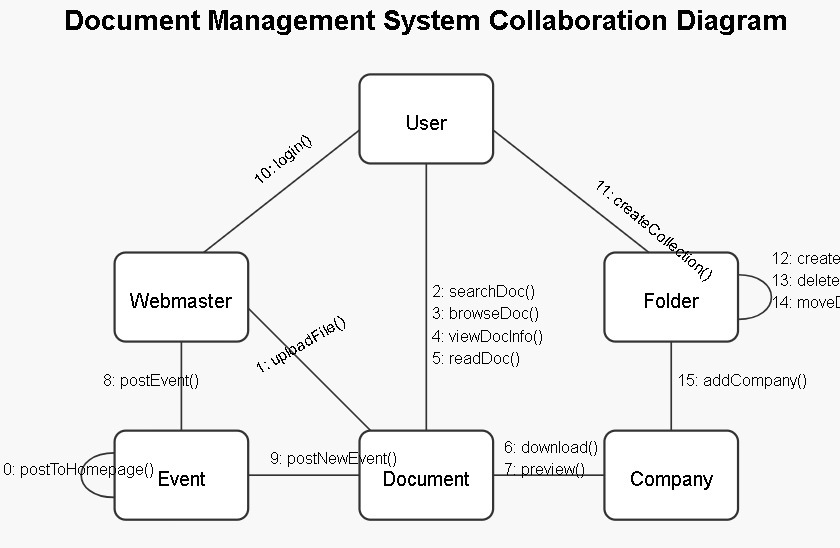 Document Management System Collaboration Diagram
User
10: login()
11: createCollection()
12: create
13: delete
14: moveD
Webmaster
Folder
2: searchDoc()
3: browseDoc()
4: viewDocInfo()
5: readDoc()
1: uploadFile()
8: postEvent()
15: addCompany()
9: postNewEvent()
6: download()
7: preview()
0: postToHomepage()
Event
Document
Company